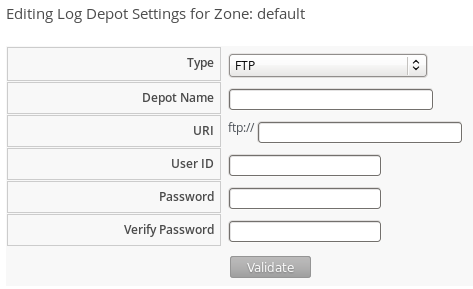 Editing Log Depot Settings for Zone: default
Type FTP
Depot Name
URI ftp://
User ID
Password
Verify Password
Validate